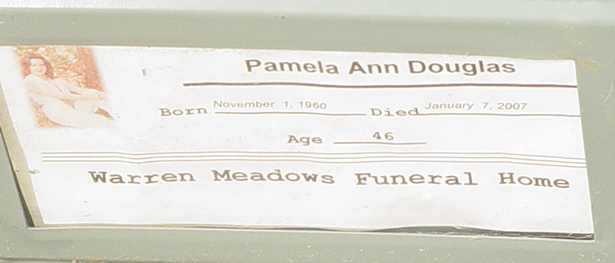 Pamela Ann Douglas
Born November 1, 1960 Died January 7, 2007
Age 46
Warren Meadows Funeral Home